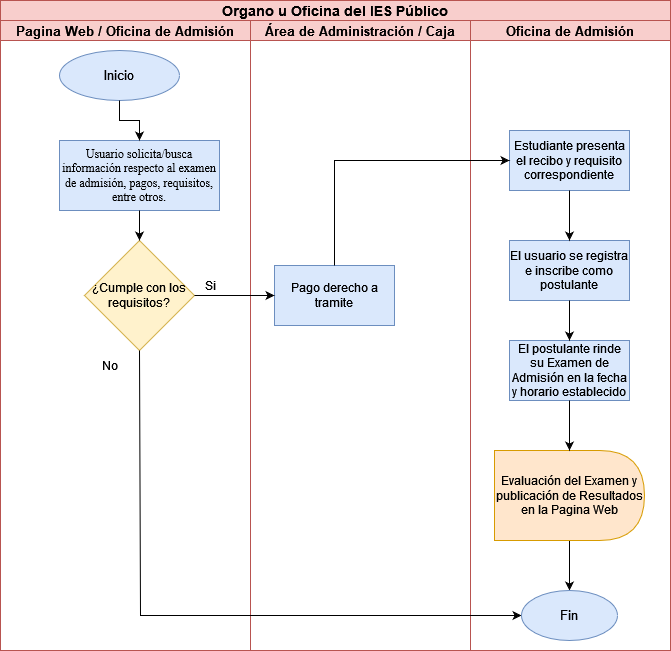 Organo u Oficina del IES Público
Pagina Web / Oficina de Admisión
Área de Administración / Caja
Oficina de Admisión
Inicio
Usuario solicita/busca
información respecto al examen
de admisión, pagos, requisitos,
entre otros.
¿Cumple con los
requisitos?
Si
No
Pago derecho a
tramite
Estudiante presenta
el recibo y requisito
correspondiente
El usuario se registra
e inscribe como
postulante
El postulante rinde
su Examen de
Admisión en la fecha
y horario establecido
Evaluación del Examen y
publicación de Resultados
en la Pagina Web
Fin